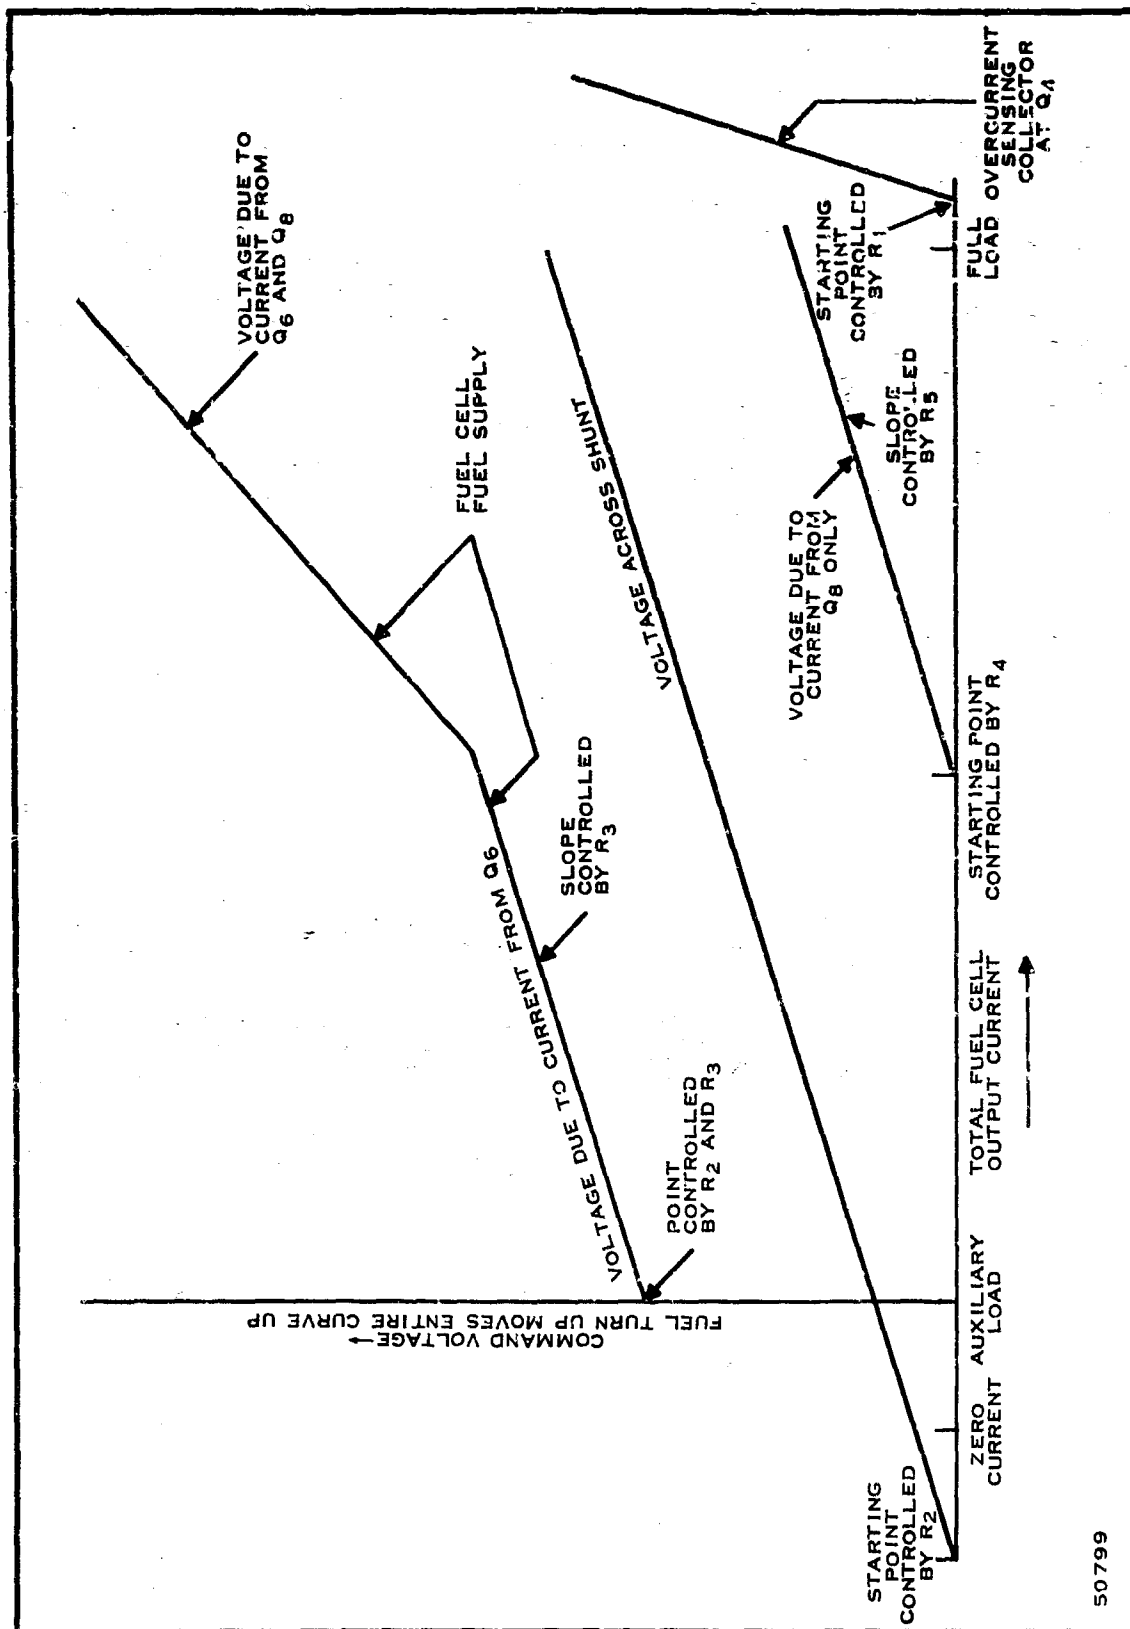 VOLTAGE DUE TO
CURRENT FROM
Q6 AND Q8
FUEL CELL
FUEL SUPPLY
COMMAND VOLTAGE→
FUEL TURN UP MOVES ENTIRE CURVE UP
VOLTAGE DUE TO CURRENT FROM Q6
SLOPE
CONTROLLED
BY R3
POINT
CONTROLLED
BY R2 AND R3
VOLTAGE ACROSS SHUNT
VOLTAGE DUE TO
CURRENT FROM
Q8 ONLY
SLOPE
CONTROLLED
BY R5
STARTING
POINT
CONTROLLED
BY R1
STARTING
POINT
CONTROLLED
BY R2
ZERO
CURRENT
AUXILIARY
LOAD
TOTAL FUEL CELL
OUTPUT CURRENT
STARTING POINT
CONTROLLED BY R4
FULL
LOAD
OVERCURRENT
SENSING
COLLECTOR
AT Q4
50799